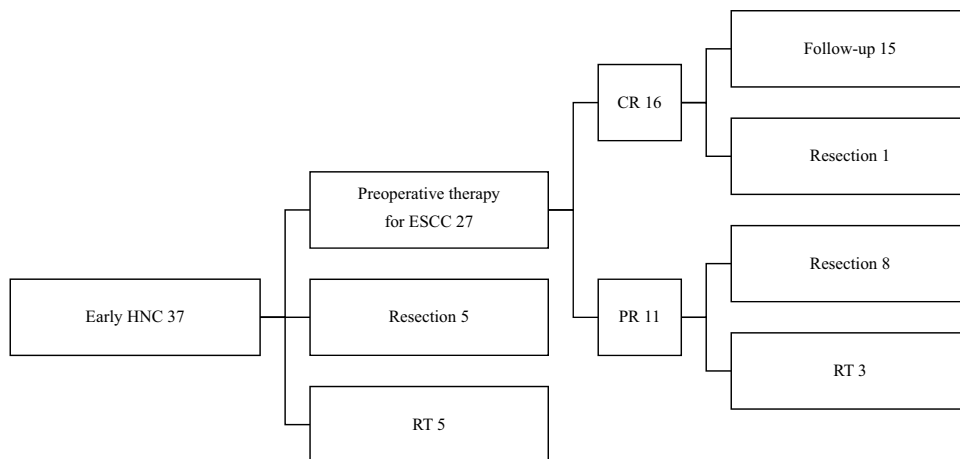 Early HNC 37
Preoperative therapy
for ESCC 27
Resection 5
RT 5
CR 16
PR 11
Follow-up 15
Resection 1
Resection 8
RT 3